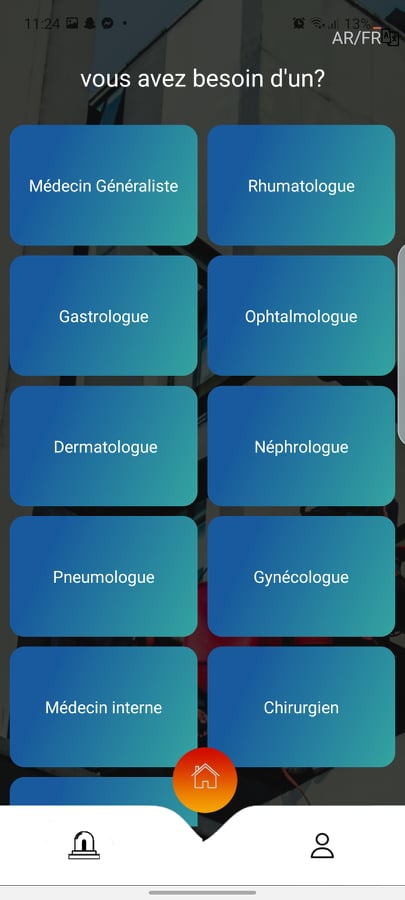 11:24
13%
AR/FR
vous avez besoin d'un?
Médecin Généraliste
Rhumatologue
Gastrologue
Ophtalmologue
Dermatologue
Néphrologue
Pneumologue
Gynécologue
Médecin interne
Chirurgien